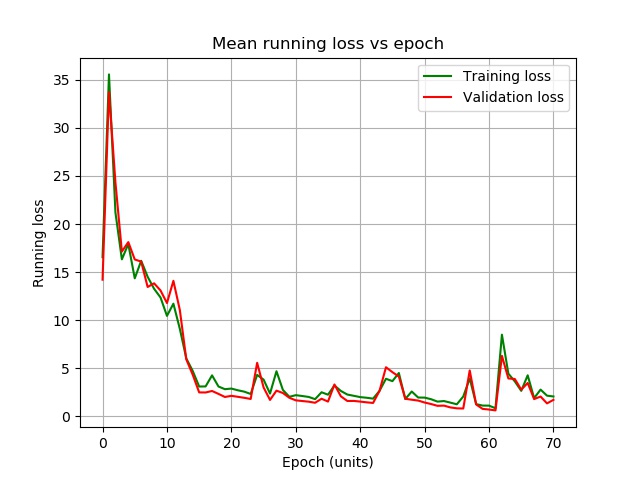 Mean running loss vs epoch
Training loss
Validation loss
Running loss
35
30
25
20
15
10
5
0
0 10 20 30 40 50 60 70
Epoch (units)